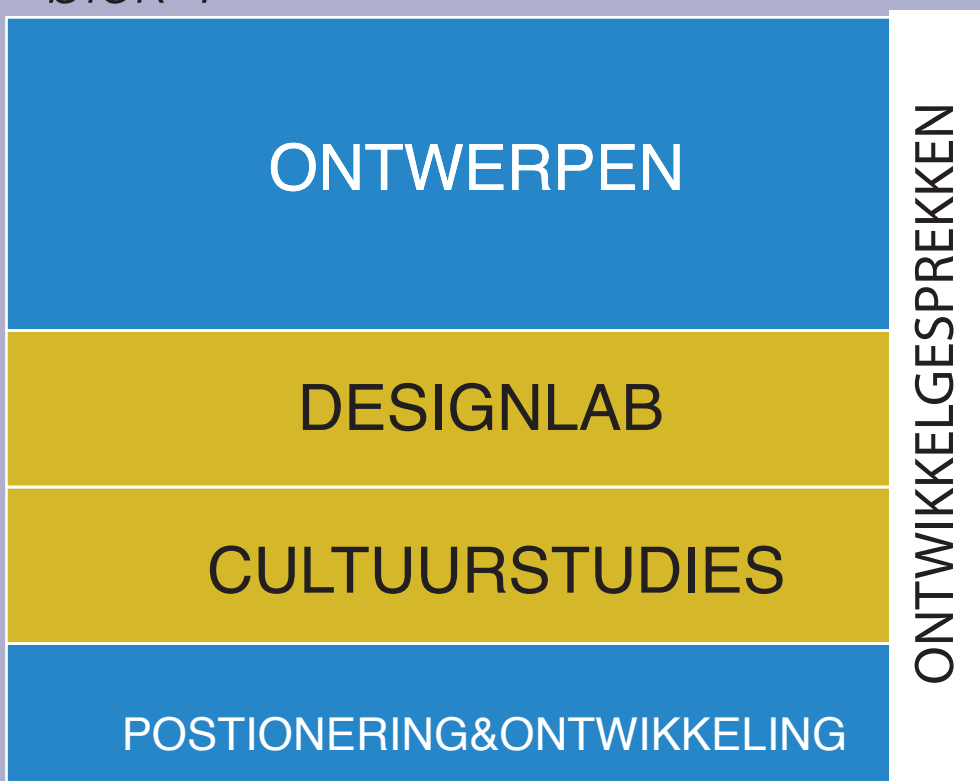 ONTWERPEN
DESIGNLAB
CULTUURSTUDIES
POSTIONERING&ONTWIKKELING
ONTWIKKELGESPREKKEN